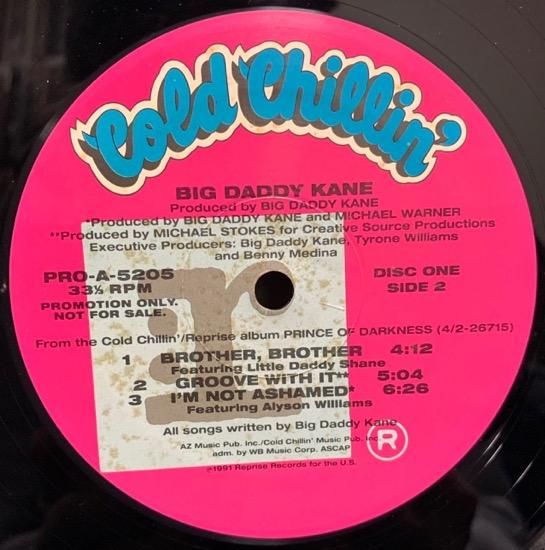 Cold Chillin'
BIG DADDY KANE
Produced by BIG DADDY KANE
*Produced by BIG DADDY KANE and MICHAEL WARNER
**Produced by MICHAEL STOKES for Creative Source Productions
Executive Producers: Big Daddy Kane, Tyrone Williams
and Benny Medina
PRO-A-5205
33⅓ RPM
PROMOTION ONLY.
NOT FOR SALE.
DISC ONE
SIDE 2
From the Cold Chillin'/Reprise album PRINCE OF DARKNESS (4/2-26715)
1 BROTHER, BROTHER 4:12
Featuring Little Daddy Shane
2 GROOVE WITH IT** 5:04
3 I'M NOT ASHAMED* 6:26
Featuring Alyson Williams
All songs written by Big Daddy Kane
AZ Music Pub. Inc./Cold Chillin' Music Pub. Inc.
adm. by WB Music Corp. ASCAP
R
℗1991 Reprise Records for the U.S.
r